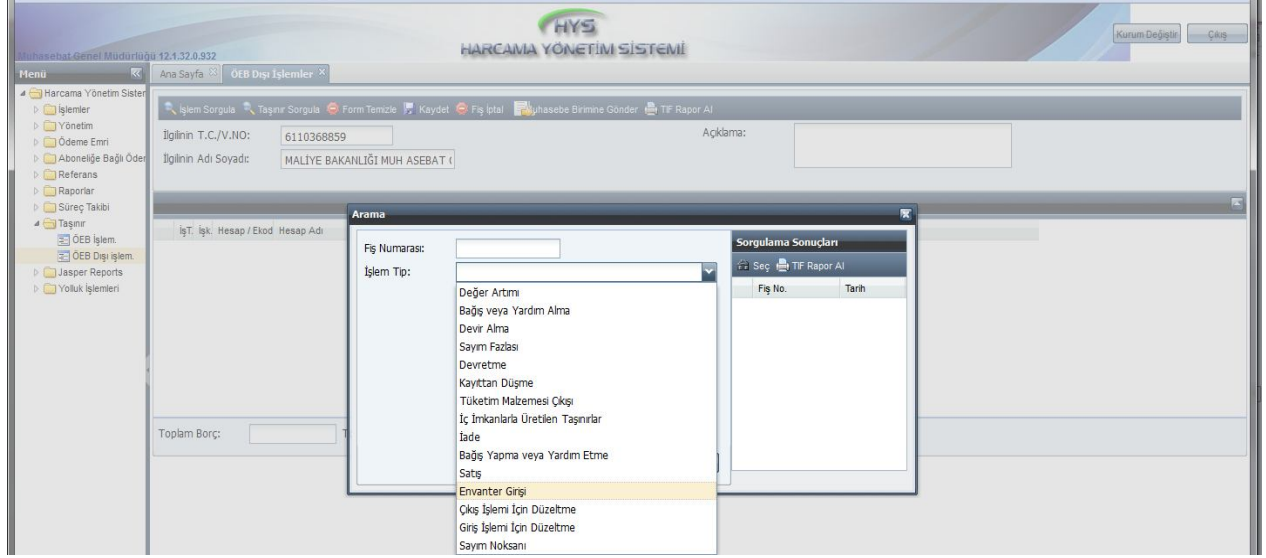 HYS
HARCAMA YÖNETİM SİSTEMİ
Kurum Değiştir Çıkış
Muhasebat Genel Müdürlüğü 12.1.32.0.932
Menü Ana Sayfa ÖEB Dışı İşlemler
Harcama Yönetim Sister
İşlemler
Yönetim
Ödeme Emri
Aboneliğe Bağlı Öder
Referans
Raporlar
Süreç Takibi
Taşınır
ÖEB İşlem.
ÖEB Dışı işlem.
Jasper Reports
Yolluk İşlemleri
İşlem Sorgula Taşınır Sorgula Form Temizle Kaydet Fiş İptal Muhasebe Birimine Gönder TİF Rapor Al
İlgilinin T.C./V.NO: 6110368859 Açıklama:
İlgilinin Adı Soyadı: MALİYE BAKANLIĞI MUH ASEBAT
İşT. İşk. Hesap / Ekod Hesap Adı
Toplam Borç:
Arama
Fiş Numarası:
İşlem Tip:
Değer Artımı
Bağış veya Yardım Alma
Devir Alma
Sayım Fazlası
Devretme
Kayıttan Düşme
Tüketim Malzemesi Çıkışı
İç İmkanlarla Üretilen Taşınırlar
İade
Bağış Yapma veya Yardım Etme
Satış
Envanter Girişi
Çıkış İşlemi İçin Düzeltme
Giriş İşlemi İçin Düzeltme
Sayım Noksanı
Sorgulama Sonuçları
Seç TİF Rapor Al
Fiş No. Tarih